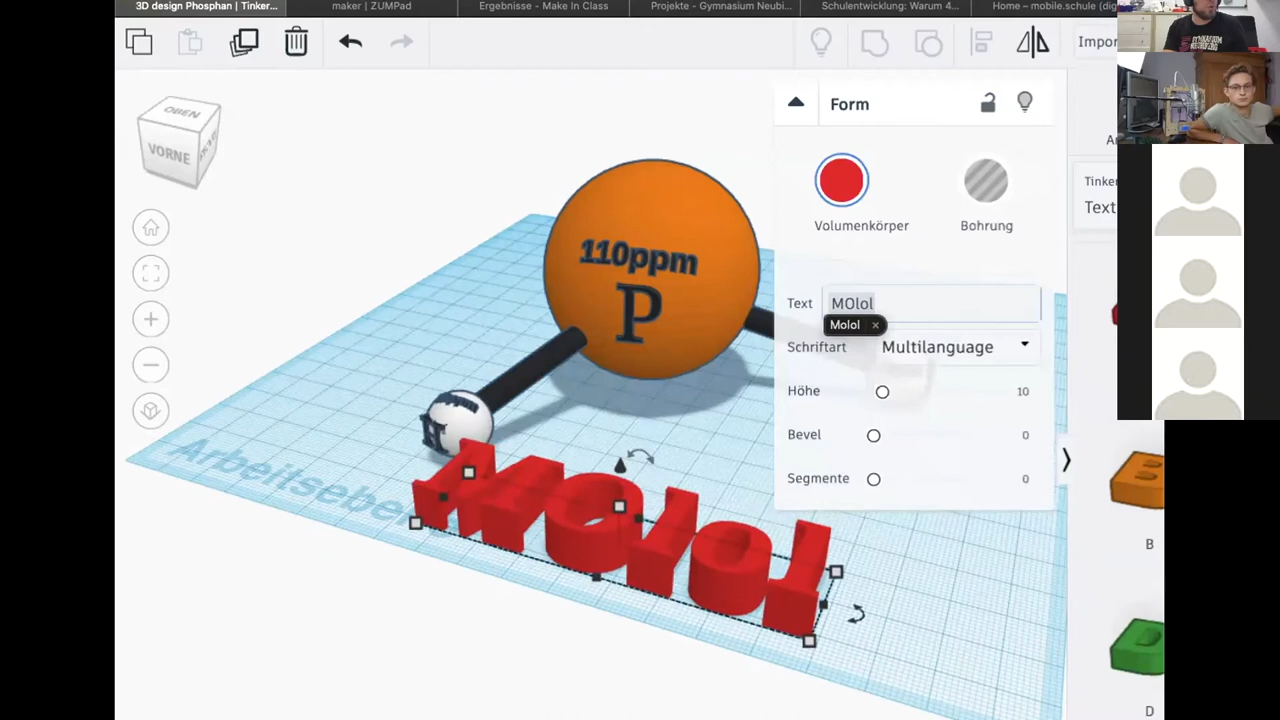 3D design Phosphan | Tinker...
maker | ZUMPad
Ergebnisse - Make In Class
Projekte - Gymnasium Neubi...
Schulentwicklung: Warum 4...
Home – mobile.schule (dig
Impor
OBEN
VORNE
Form
Volumenkörper
Bohrung
Tinker
Text
Text
MOlol
Molol ×
Schriftart
Multilanguage
Höhe
10
Bevel
0
Segmente
0
110ppm
P
H
Arbeitsebe
MOlol
B
B
D
D